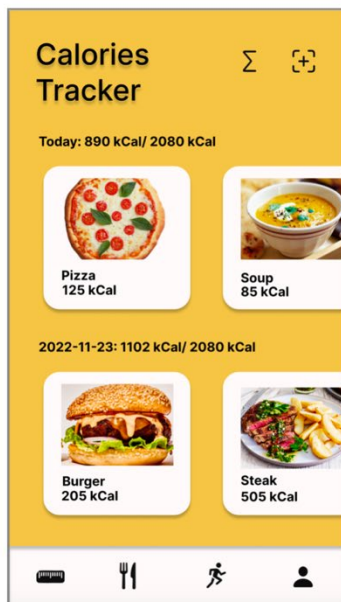 Calories
Tracker
Σ
Today: 890 kCal/ 2080 kCal
Pizza
125 kCal
Soup
85 kCal
2022-11-23: 1102 kCal/ 2080 kCal
Burger
205 kCal
Steak
505 kCal